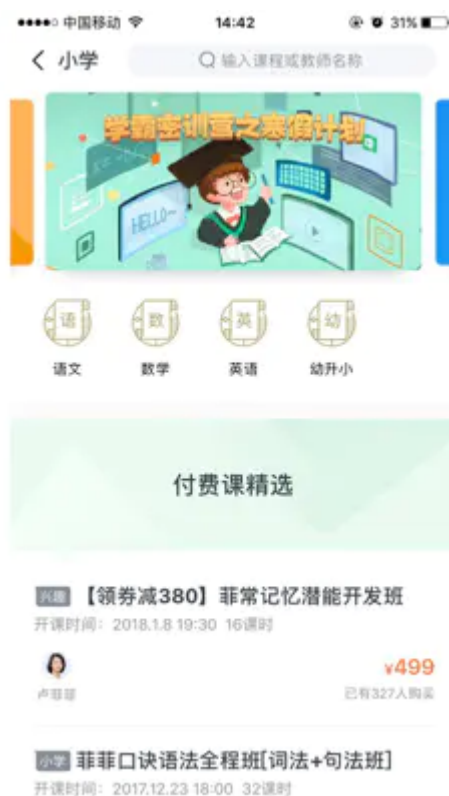 中国移动
14:42
31%
小学
输入课程或教师名称
学霸密训营之寒假计划
HELLO~
语
数
英
幼
语文
数学
英语
幼升小
付费课精选
兴趣 【领券减380】菲常记忆潜能开发班
开课时间：2018.1.8 19:30 16课时
¥499
卢菲菲
已有327人购买
小学 菲菲口诀语法全程班[词法+句法班]
开课时间：2017.12.23 18:00 32课时